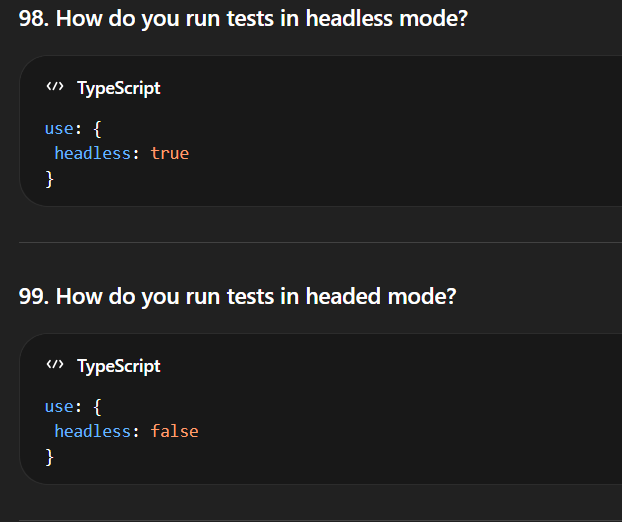 98. How do you run tests in headless mode?
</> TypeScript
use: {
 headless: true
}
99. How do you run tests in headed mode?
</> TypeScript
use: {
 headless: false
}